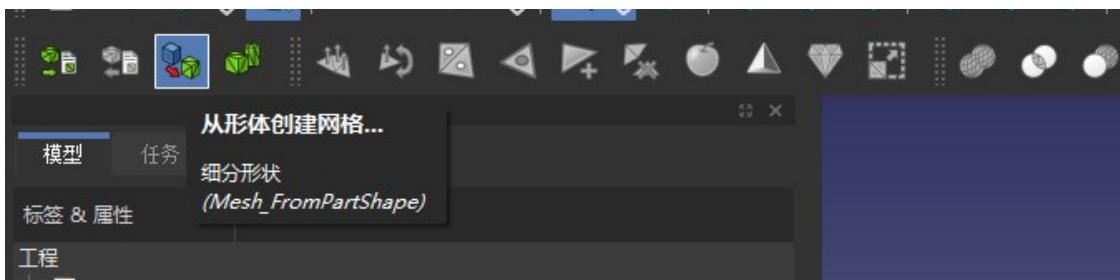 从形体创建网格...
模型 任务
细分形状
(Mesh_FromPartShape)
标签 & 属性
工程